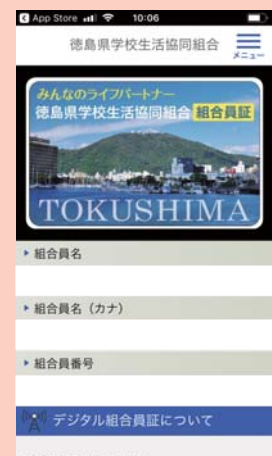 App Store 10:06
徳島県学校生活協同組合
メニュー
みんなのライフパートナー
徳島県学校生活協同組合 組合員証
TOKUSHIMA
組合員名
組合員名（カナ）
組合員番号
デジタル組合員証について